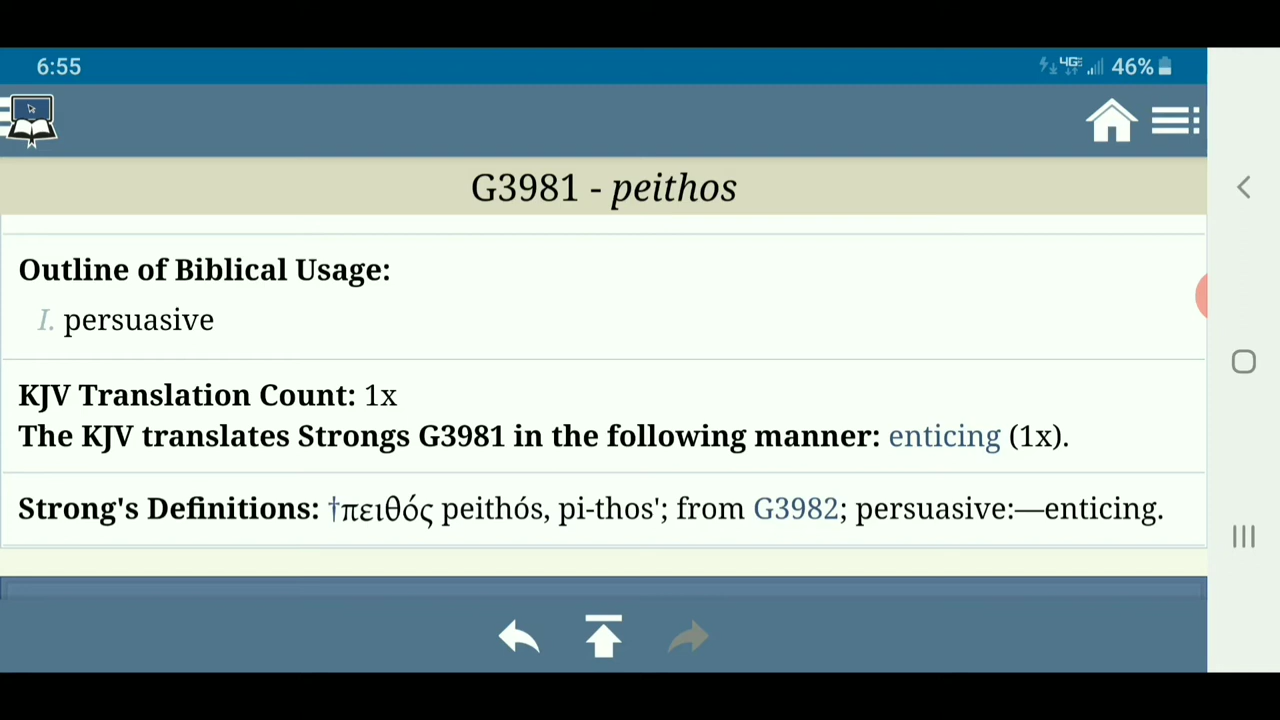 6:55
4GE 46%
G3981 - peithos
Outline of Biblical Usage:
I. persuasive
KJV Translation Count: 1x
The KJV translates Strongs G3981 in the following manner: enticing (1x).
Strong's Definitions: †πειθός peithós, pi-thos'; from G3982; persuasive:—enticing.